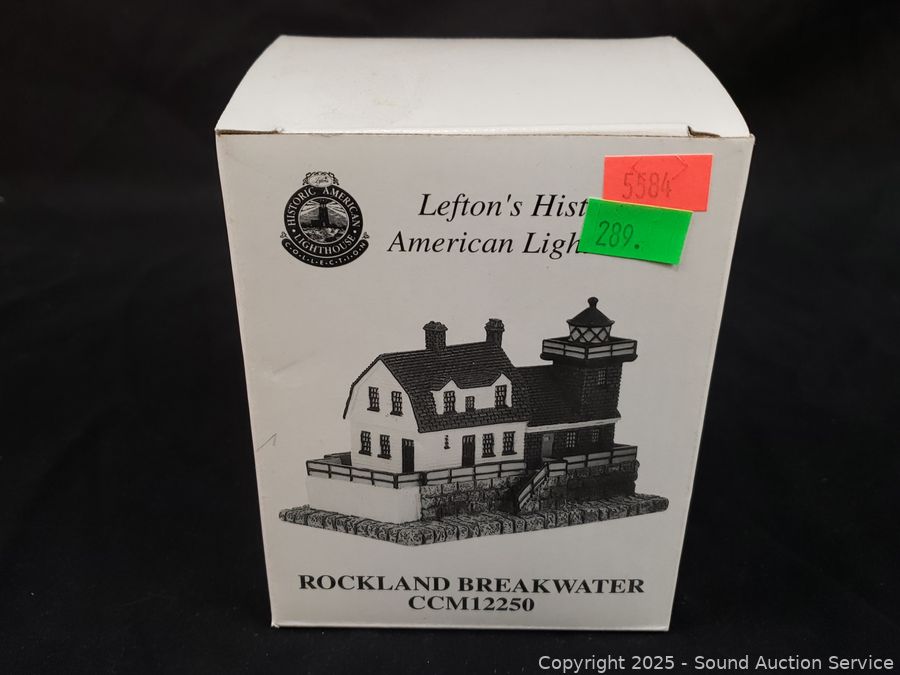 Lefton's Hist
5584
American Ligh
289.
HISTORIC AMERICAN
LIGHTHOUSE
COLLECTION
ROCKLAND BREAKWATER
CCM12250
Copyright 2025 - Sound Auction Service